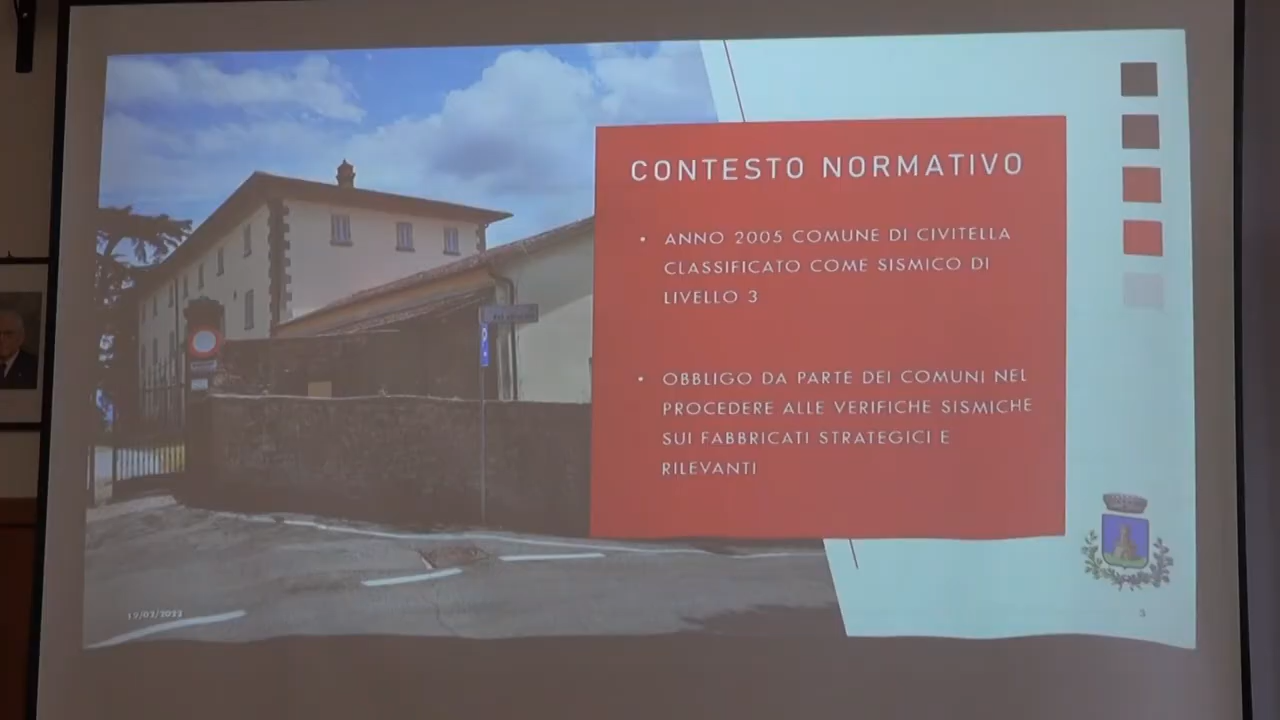 CONTESTO NORMATIVO
• ANNO 2005 COMUNE DI CIVITELLA
CLASSIFICATO COME SISMICO DI
LIVELLO 3
• OBBLIGO DA PARTE DEI COMUNI NEL
PROCEDERE ALLE VERIFICHE SISMICHE
SUI FABBRICATI STRATEGICI E
RILEVANTI
3